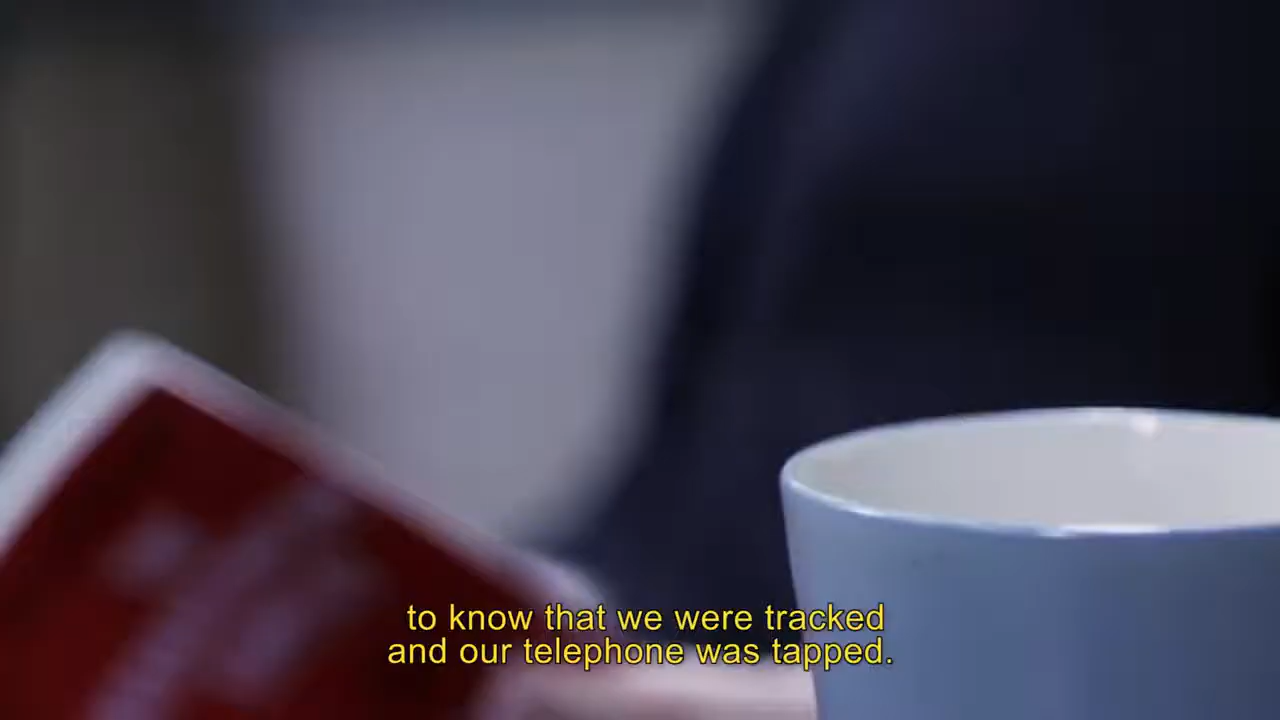 to know that we were tracked
and our telephone was tapped.